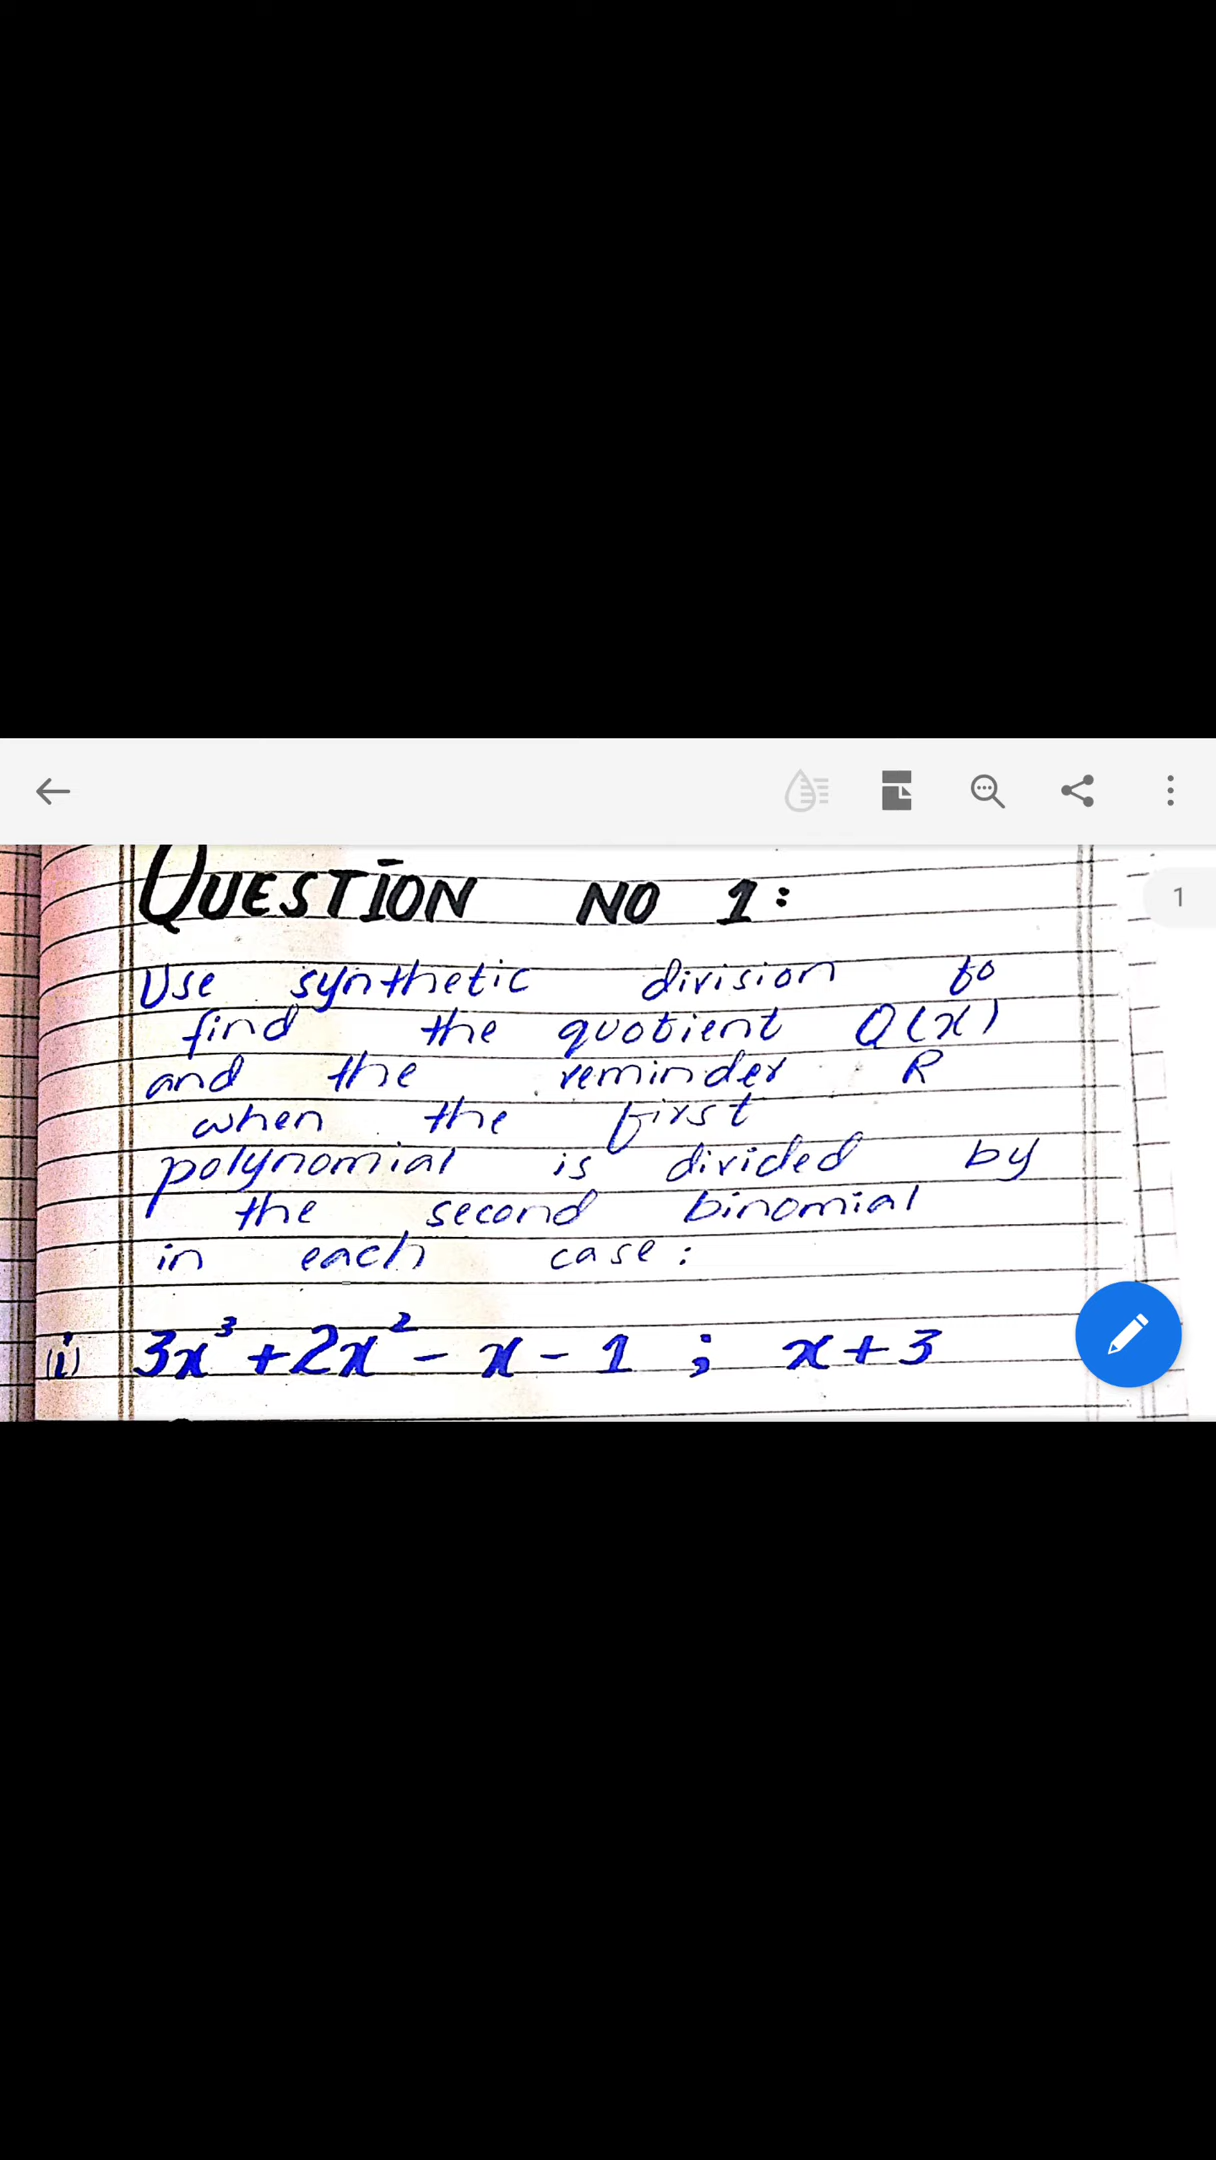 QUESTION NO 1:
1
Use synthetic division to
find the quotient Q(x)
and the reminder R
when the first
polynomial is divided by
the second binomial
in each case:
(i) 3x³ + 2x² - x - 1 ; x + 3